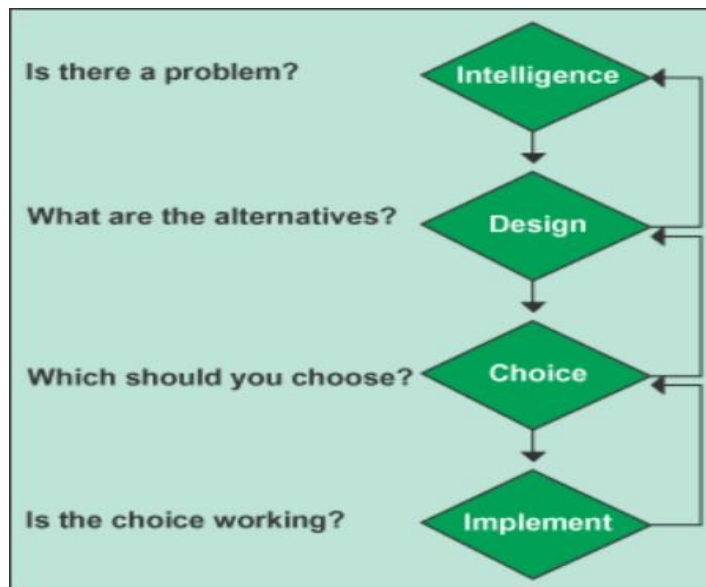 Is there a problem?
Intelligence
What are the alternatives?
Design
Which should you choose?
Choice
Is the choice working?
Implement